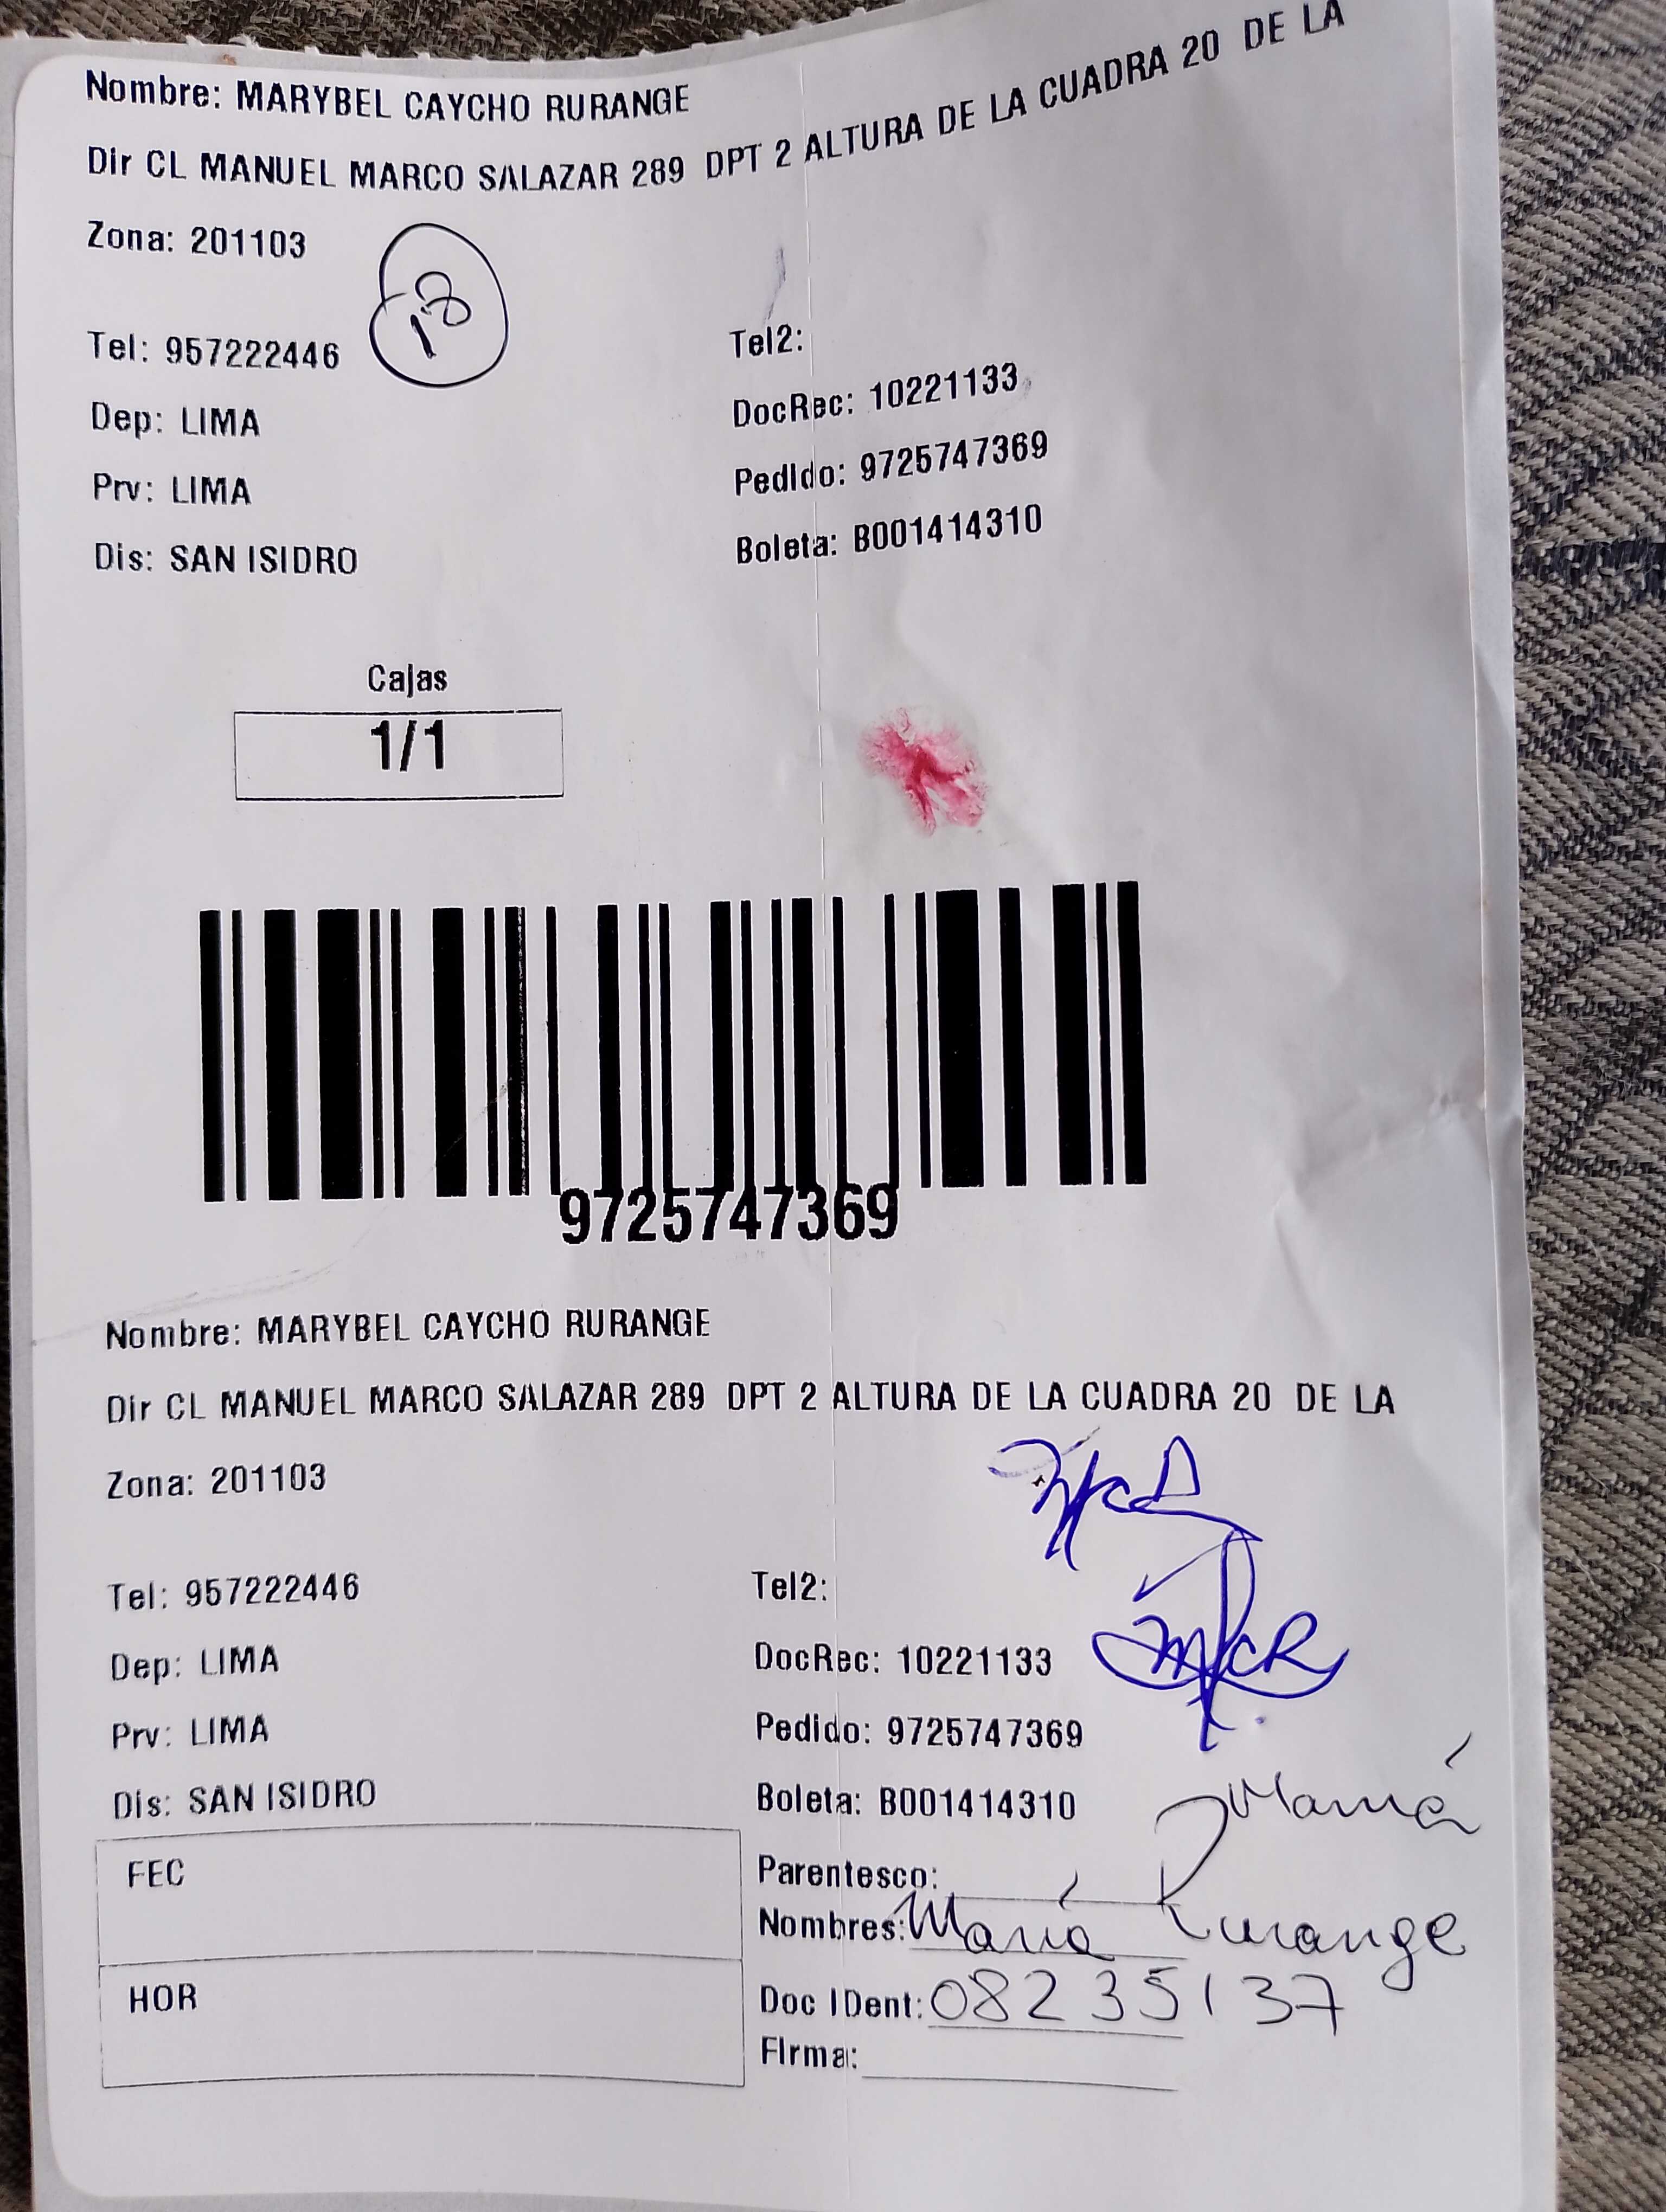 Nombre: MARYBEL CAYCHO RURANGE
Dir CL MANUEL MARCO SALAZAR 289 DPT 2 ALTURA DE LA CUADRA 20 DE LA
Zona: 201103
18
Tel: 957222446
Tel2:
Dep: LIMA
DocRec: 10221133
Prv: LIMA
Pedido: 9725747369
Dis: SAN ISIDRO
Boleta: B001414310
Cajas
1/1
9725747369
Nombre: MARYBEL CAYCHO RURANGE
Dir CL MANUEL MARCO SALAZAR 289 DPT 2 ALTURA DE LA CUADRA 20 DE LA
Zona: 201103
Tel: 957222446
Tel2:
Dep: LIMA
DocRec: 10221133
Prv: LIMA
Pedido: 9725747369
Dis: SAN ISIDRO
Boleta: B001414310
Mamá
FEC
Parentesco:
Nombres: María Rurange
HOR
Doc IDent: 08235137
Firma: